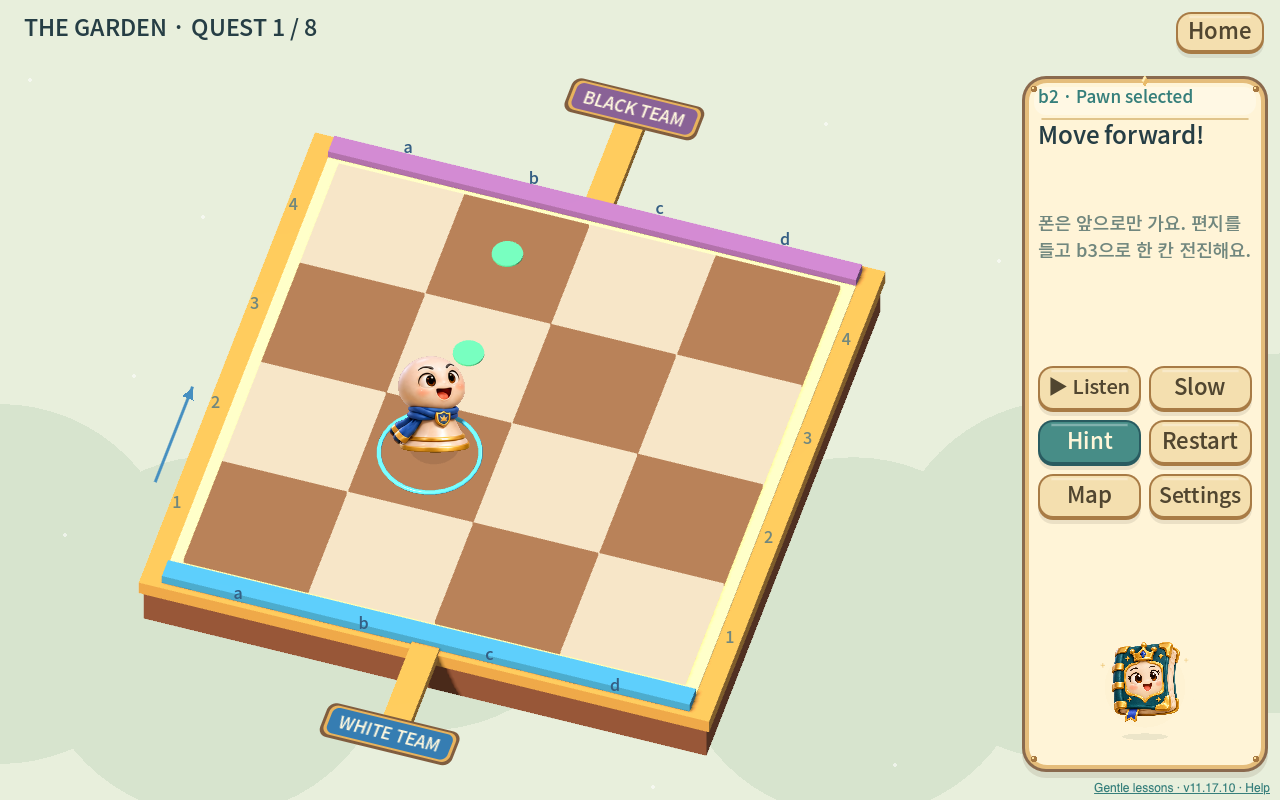 THE GARDEN · QUEST 1 / 8
Home
BLACK TEAM
a
b
c
d
4
3
2
1
4
3
2
1
a
b
c
d
WHITE TEAM
b2 · Pawn selected
Move forward!
폰은 앞으로만 가요. 편지를
들고 b3으로 한 칸 전진해요.
▶ Listen
Slow
Hint
Restart
Map
Settings
Gentle lessons · v11.17.10 · Help